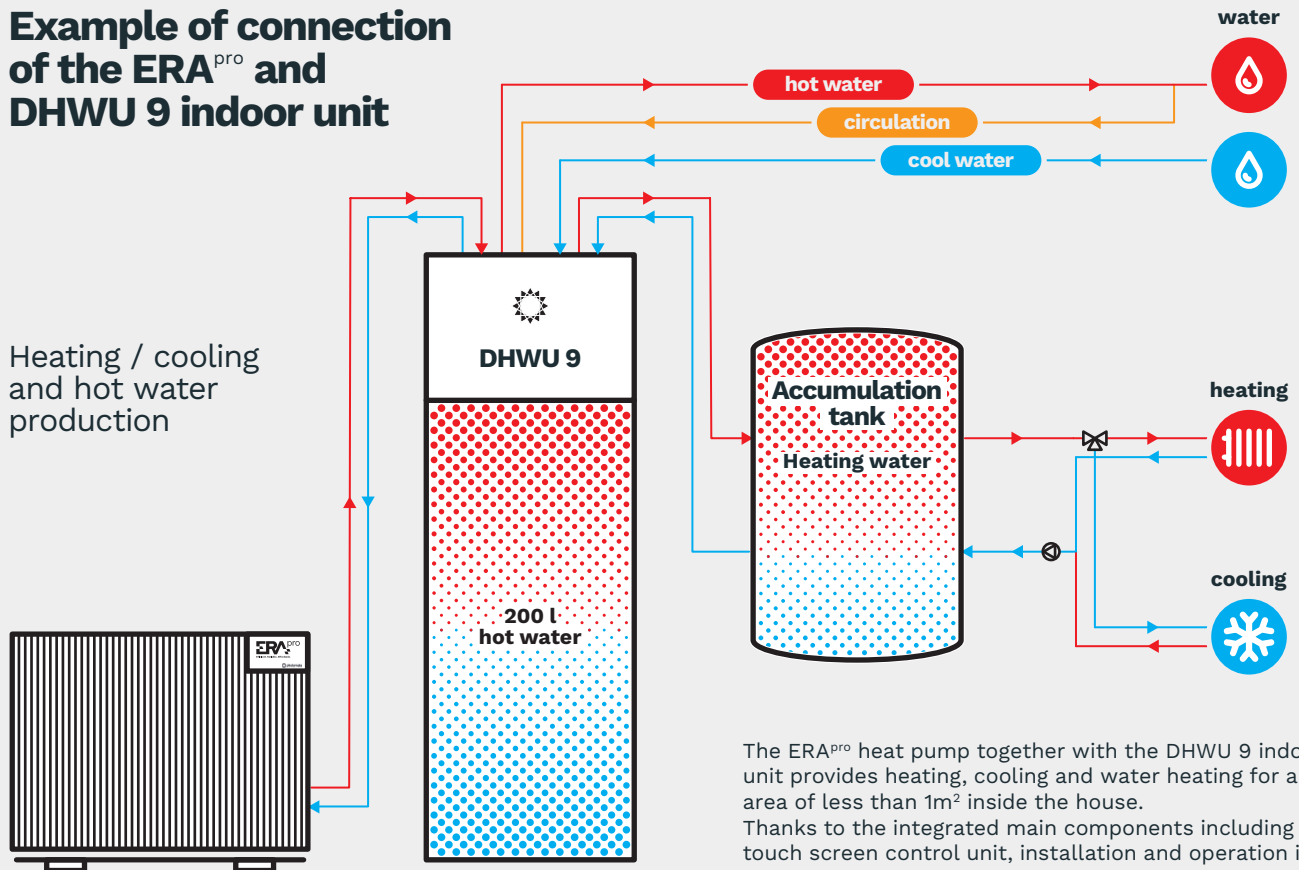 Example of connection
of the ERApro and
DHWU 9 indoor unit
water
hot water
circulation
cool water
Heating / cooling
and hot water
production
DHWU 9
Accumulation
tank
Heating water
heating
200 l
hot water
cooling
ERApro
The ERApro heat pump together with the DHWU 9 indo
unit provides heating, cooling and water heating for a
area of less than 1m² inside the house.
Thanks to the integrated main components including
touch screen control unit, installation and operation i